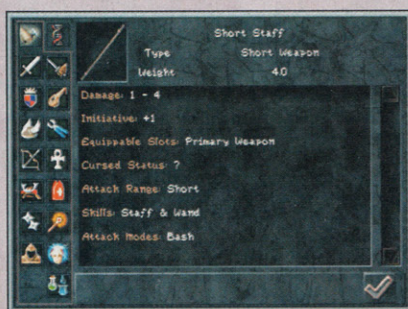 Short Staff
Type Short Weapon
Weight 4.0
Damage: 1 - 4
Initiative: +1
Equippable Slots: Primary Weapon
Cursed Status: ?
Attack Range: Short
Skills: Staff & Wand
Attack Modes: Bash